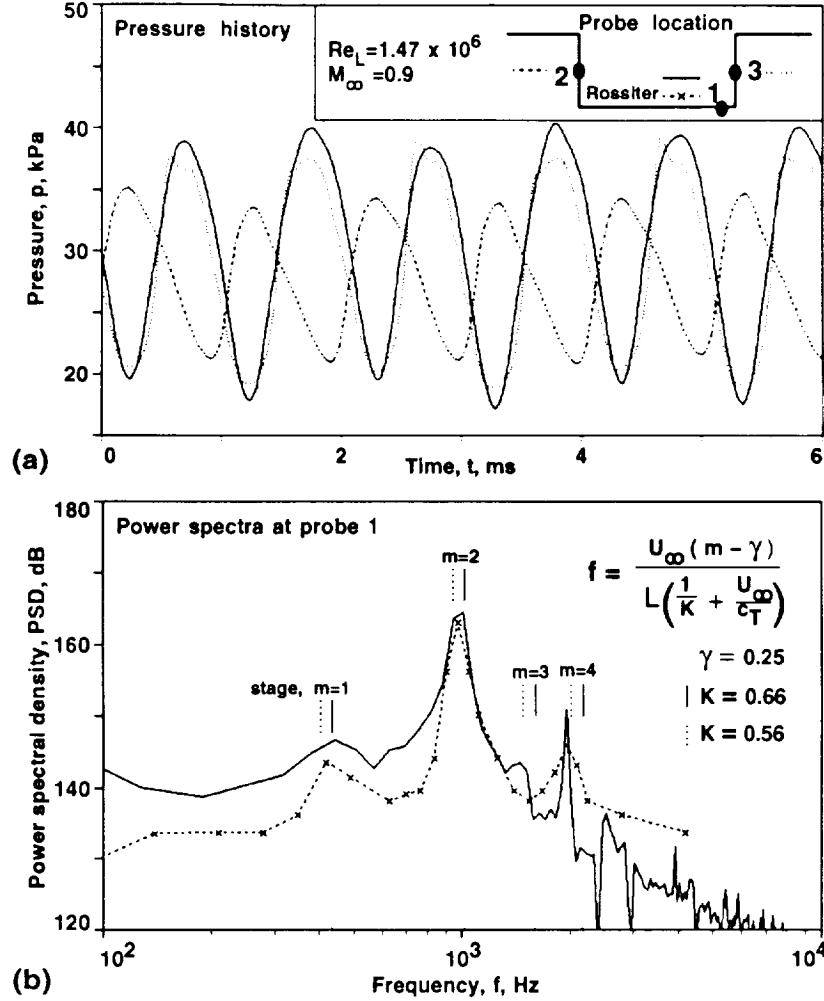 Pressure history
Probe location
Re_L=1.47 x 10^6
M_∞=0.9
2
3
Rossiter
1
50
40
30
20
Pressure, p, kPa
0
2
4
6
Time, t, ms
(a)
Power spectra at probe 1
180
160
140
120
Power spectral density, PSD, dB
stage, m=1
m=2
m=3
m=4
f = U_∞ (m - γ) / L(1/K + U_∞/c_T)
γ = 0.25
K = 0.66
K = 0.56
10^2
10^3
10^4
Frequency, f, Hz
(b)